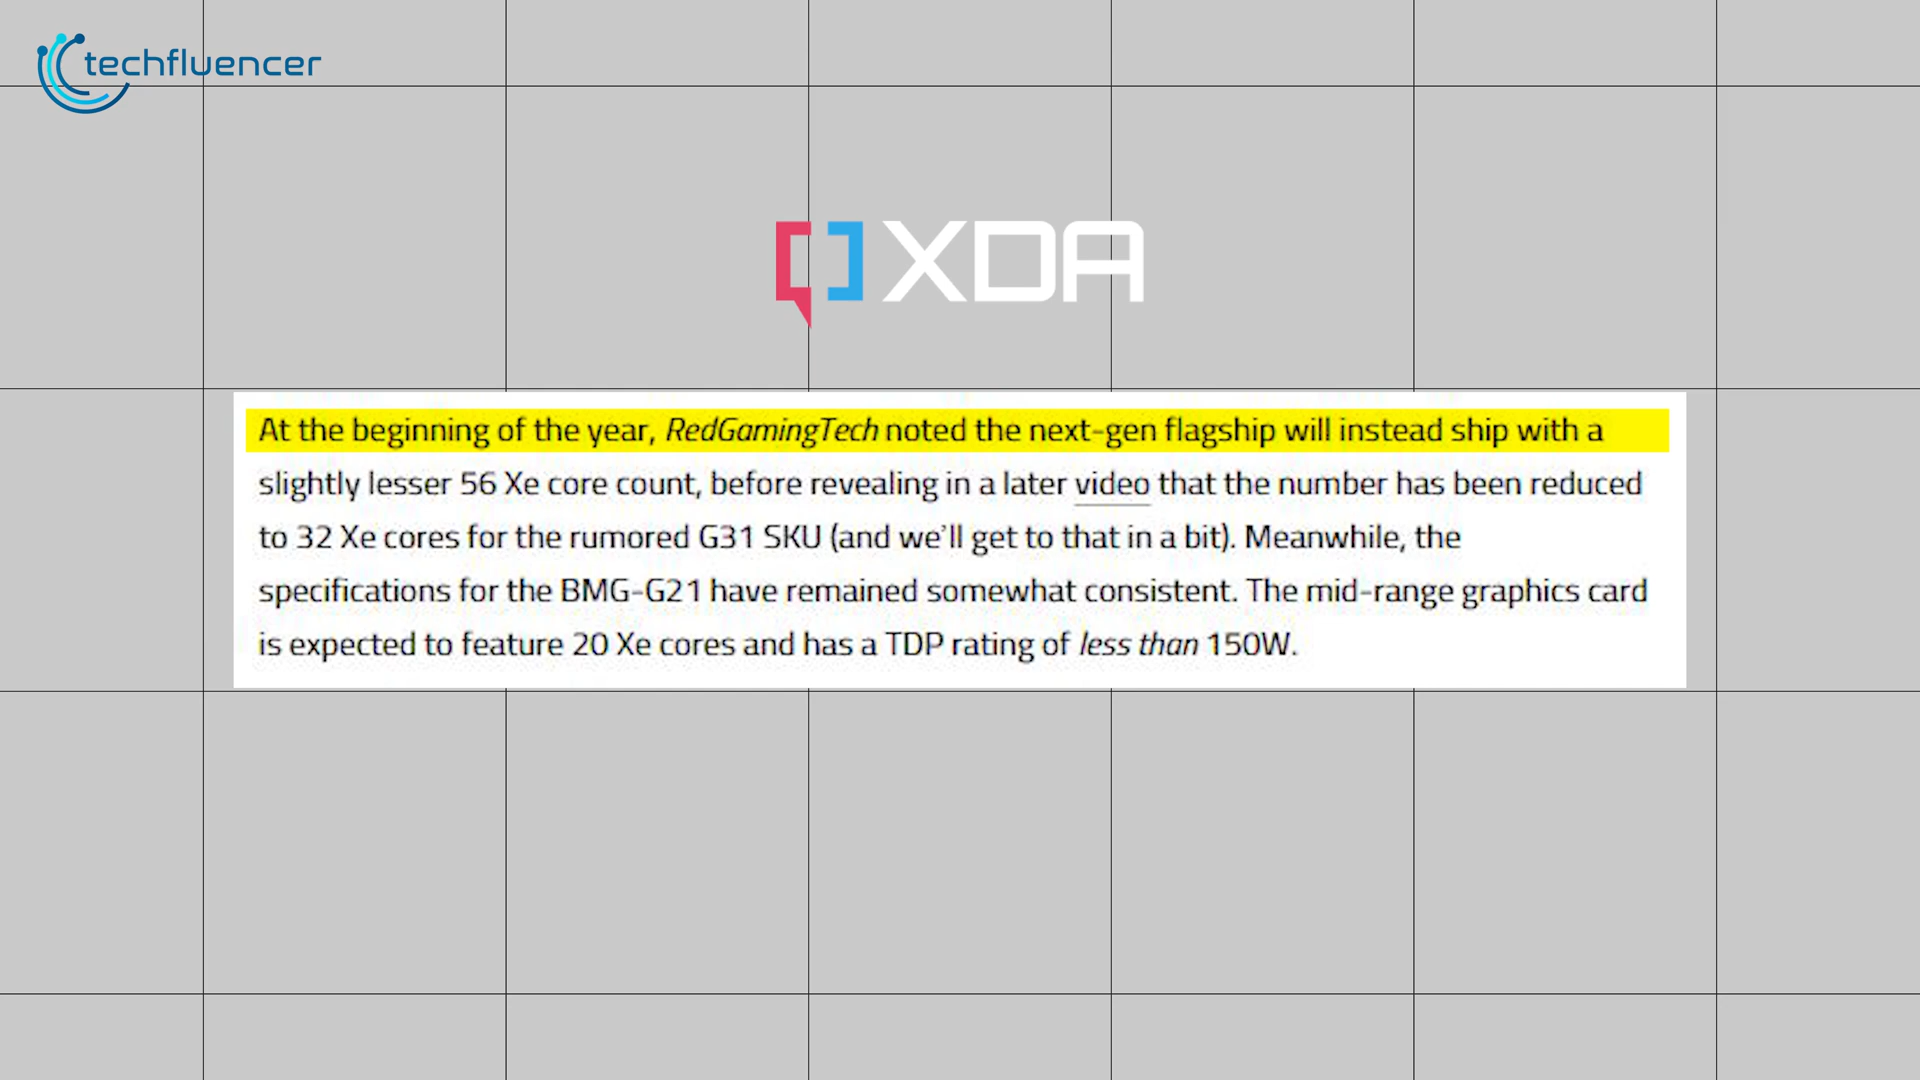 techfluencer
XDA
At the beginning of the year, RedGamingTech noted the next-gen flagship will instead ship with a
slightly lesser 56 Xe core count, before revealing in a later video that the number has been reduced
to 32 Xe cores for the rumored G31 SKU (and we'll get to that in a bit). Meanwhile, the
specifications for the BMG-G21 have remained somewhat consistent. The mid-range graphics card
is expected to feature 20 Xe cores and has a TDP rating of less than 150W.